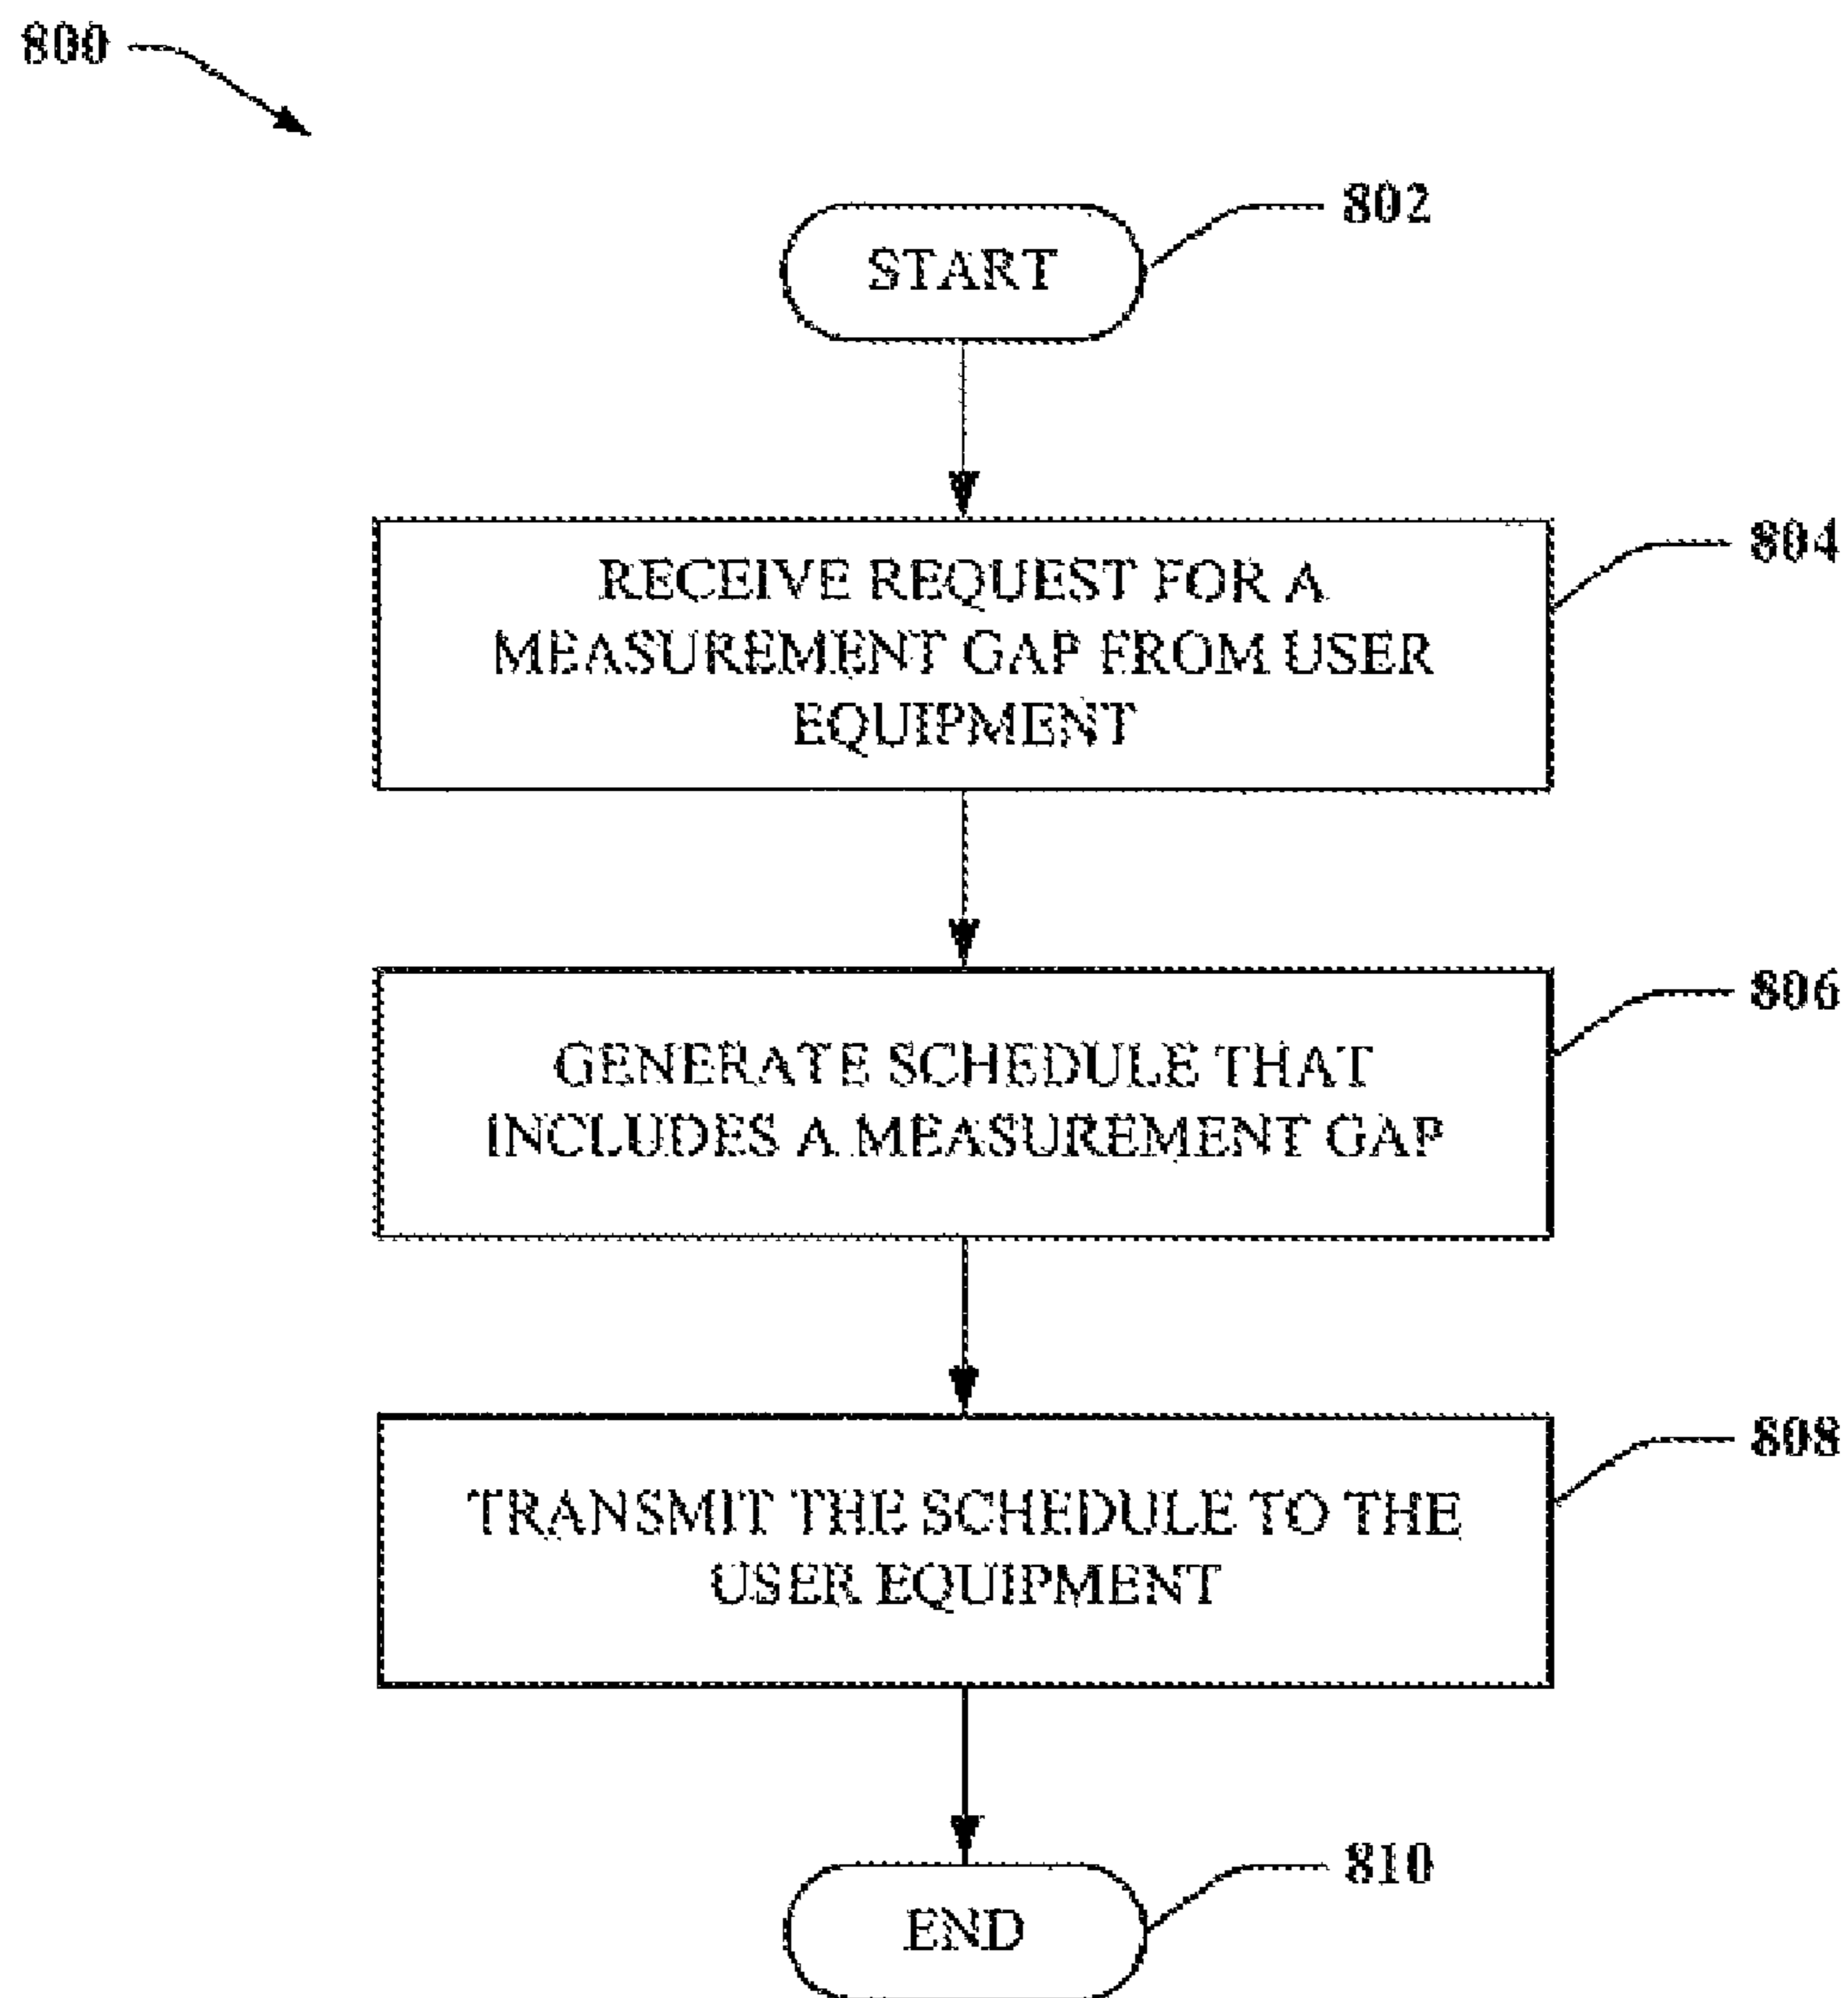 800
802
START
804
RECEIVE REQUEST FOR A
MEASUREMENT GAP FROM USER
EQUIPMENT
806
GENERATE SCHEDULE THAT
INCLUDES A MEASUREMENT GAP
808
TRANSMIT THE SCHEDULE TO THE
USER EQUIPMENT
810
END